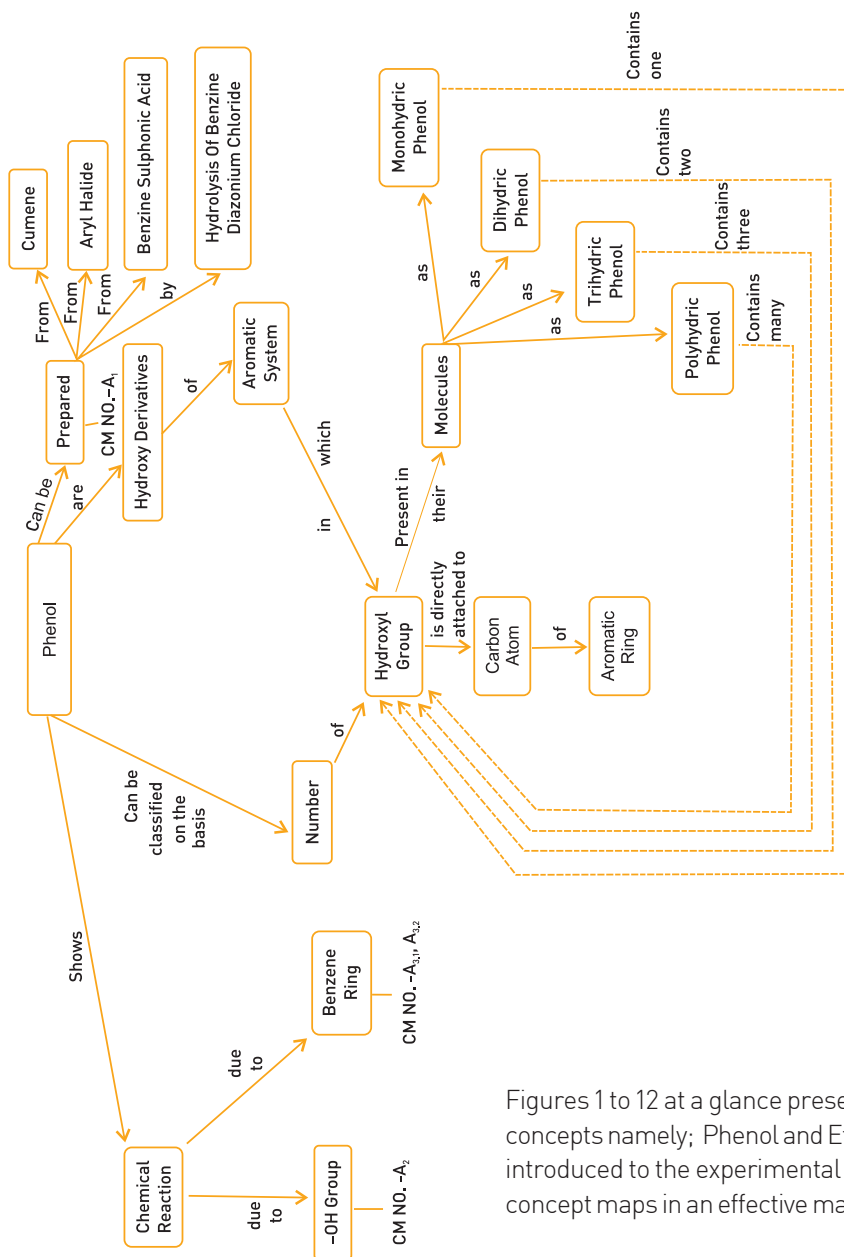 Phenol
Shows
Can be
classified
on the
basis
are
Can be
Chemical
Reaction
due
to
due
to
–OH Group
CM NO. -A₂
Benzene
Ring
CM NO. -A₃.₁, A₃.₂
Number
of
Prepared
CM NO.-A₁
From
From
From
by
Cumene
Aryl Halide
Benzine Sulphonic Acid
Hydrolysis Of Benzine
Diazonium Chloride
Hydroxy Derivatives
of
Aromatic
System
in
which
Hydroxyl
Group
is directly
attached to
Carbon
Atom
of
Aromatic
Ring
Present in
their
Molecules
as
as
as
as
Monohydric
Phenol
Dihydric
Phenol
Trihydric
Phenol
Polyhydric
Phenol
Contains
one
Contains
two
Contains
three
Contains
many
Figures 1 to 12 at a glance prese
concepts namely; Phenol and E
introduced to the experimental
concept maps in an effective ma